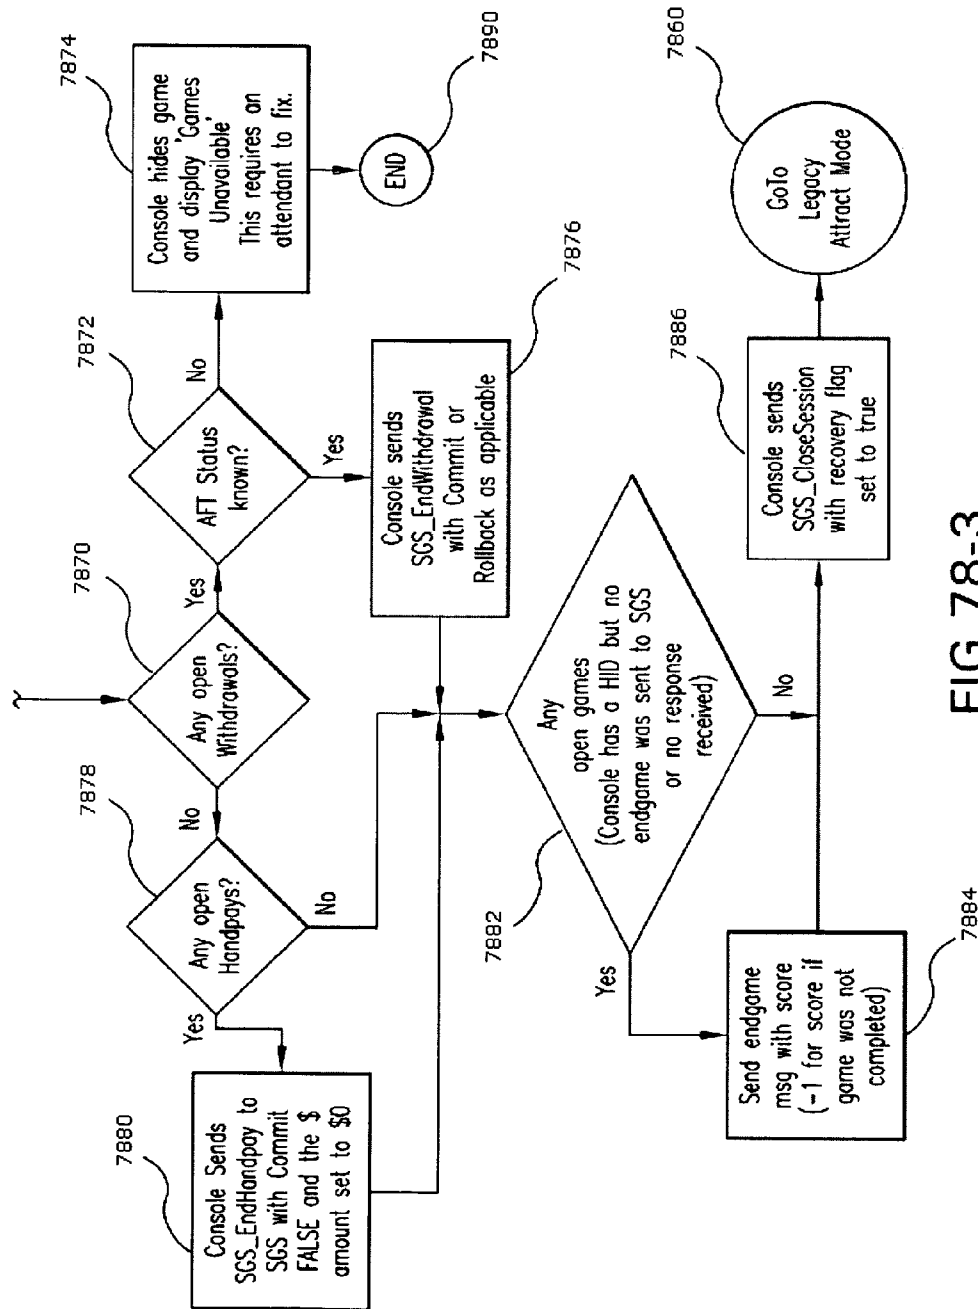 7870
Any open
Withdrawals?
Yes
No
7872
AFT Status
known?
No
Yes
7874
Console hides game
and display 'Games
Unavailable'
This requires an
attendant to fix.
END
7890
7876
Console sends
SGS_EndWithdrawal
with Commit or
Rollback as applicable
7878
Any open
Handpays?
Yes
No
7880
Console Sends
SGS_EndHandpay to
SGS with Commit
FALSE and the $
amount set to $0
7882
Any
open games
(Console has a HID but no
endgame was sent to SGS
or no response
received)
Yes
No
7884
Send endgame
msg with score
(-1 for score if
game was not
completed)
7886
Console sends
SGS_CloseSession
with recovery flag
set to true
7860
GoTo
Legacy
Attract Mode
FIG 78-3